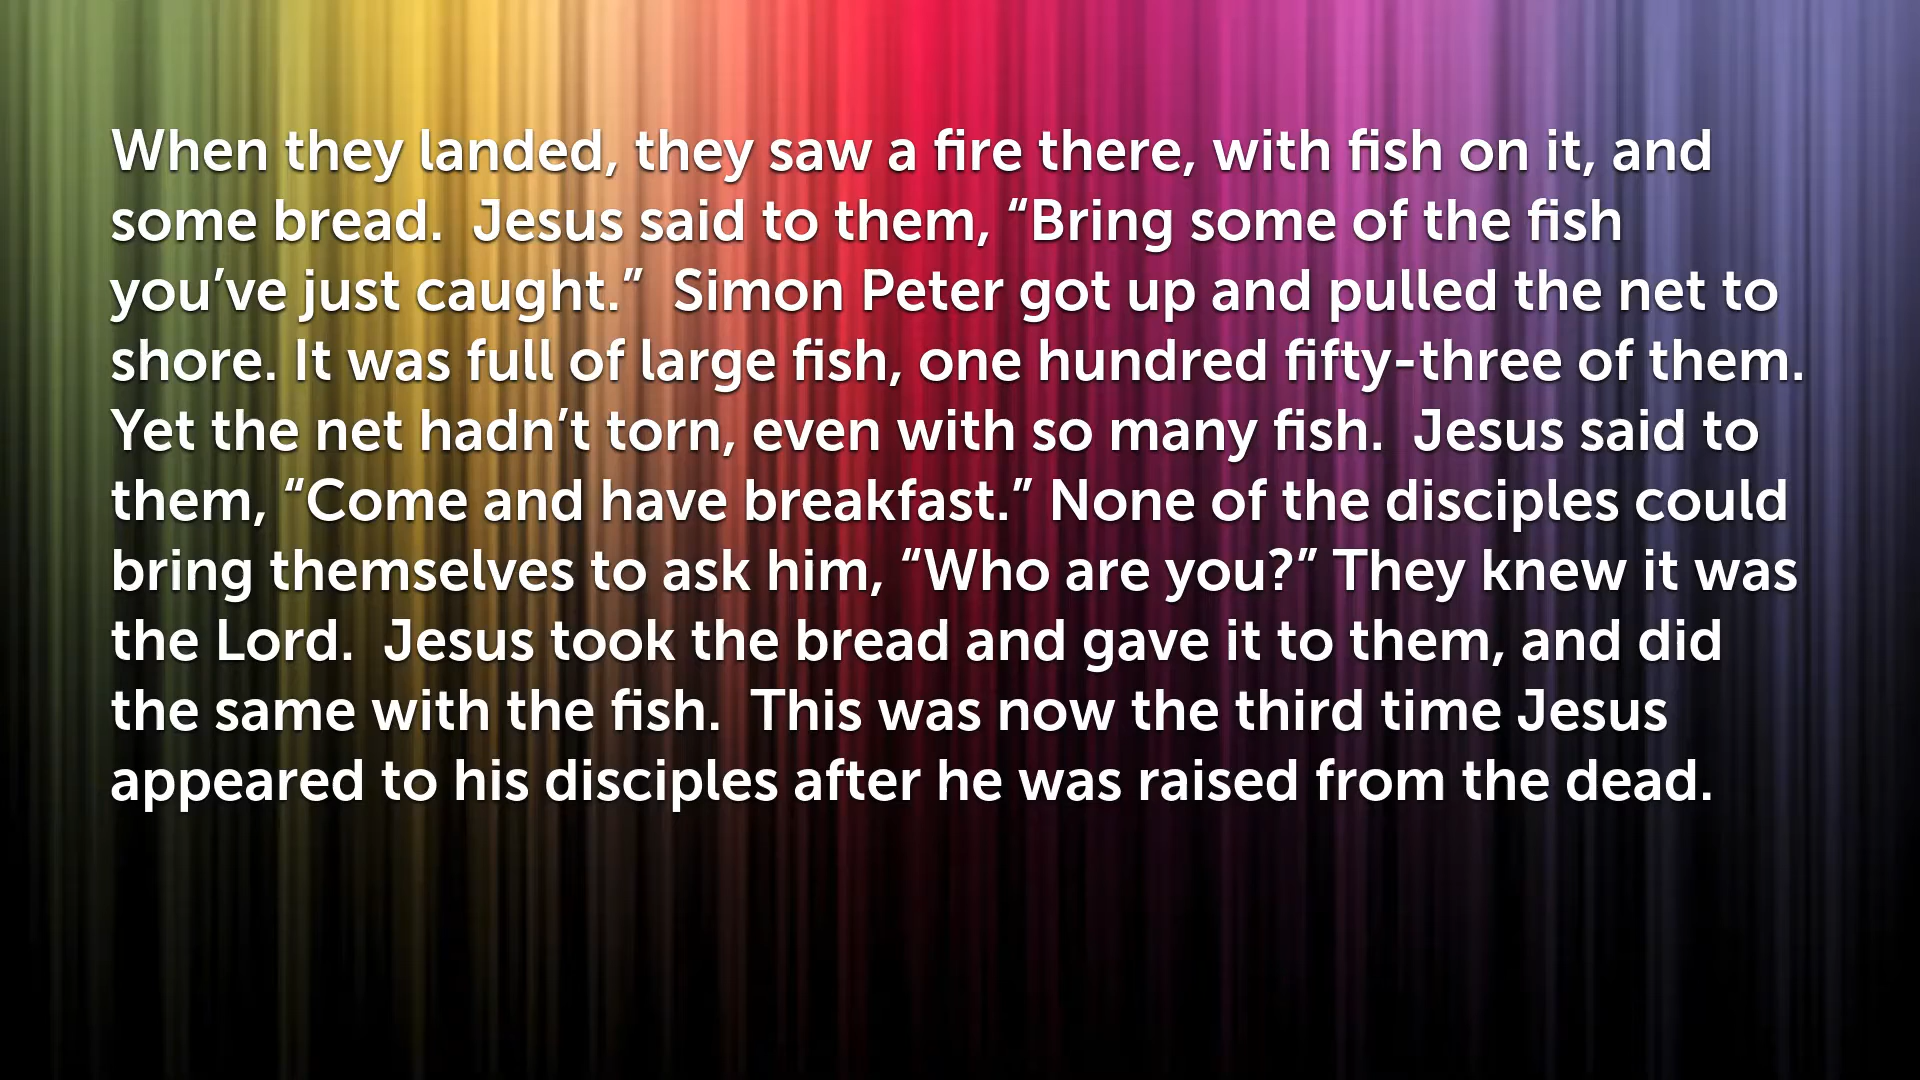 When they landed, they saw a fire there, with fish on it, and
some bread.  Jesus said to them, “Bring some of the fish
you’ve just caught.”  Simon Peter got up and pulled the net to
shore. It was full of large fish, one hundred fifty-three of them.
Yet the net hadn’t torn, even with so many fish.  Jesus said to
them, “Come and have breakfast.” None of the disciples could
bring themselves to ask him, “Who are you?” They knew it was
the Lord.  Jesus took the bread and gave it to them, and did
the same with the fish.  This was now the third time Jesus
appeared to his disciples after he was raised from the dead.